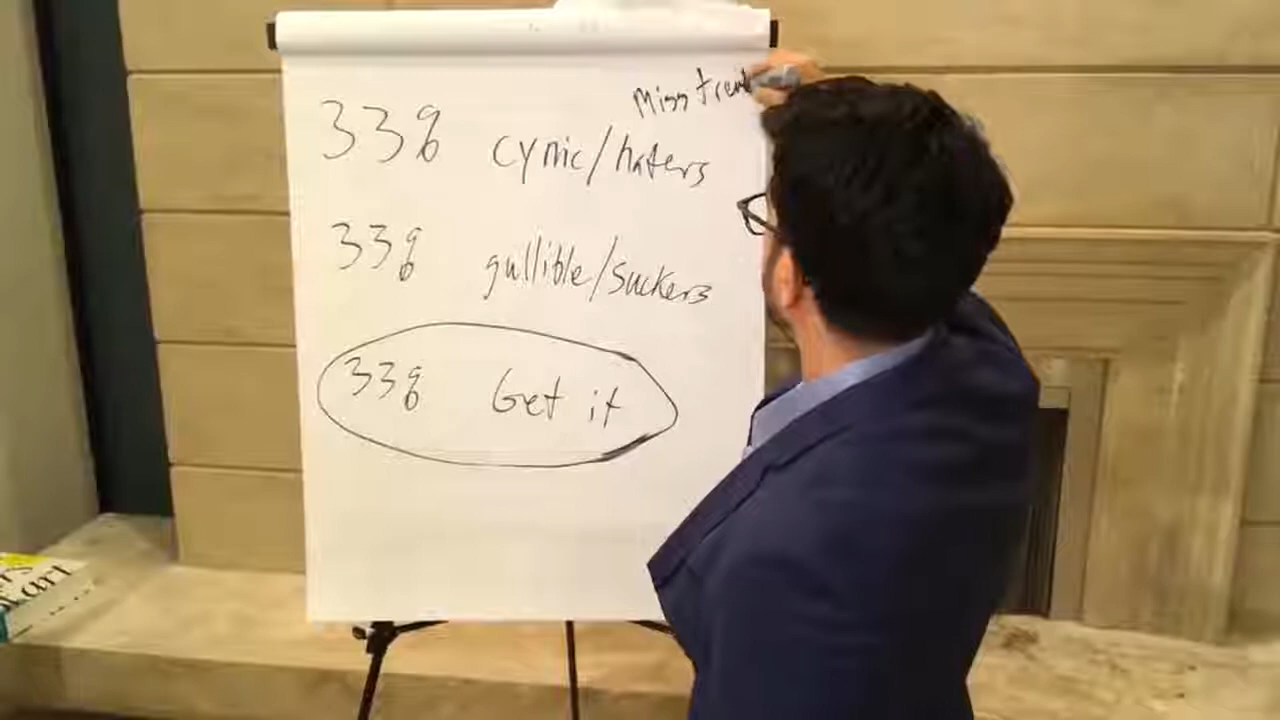 Miss trend
33% cynic/haters
33% gullible/suckers
33% Get it